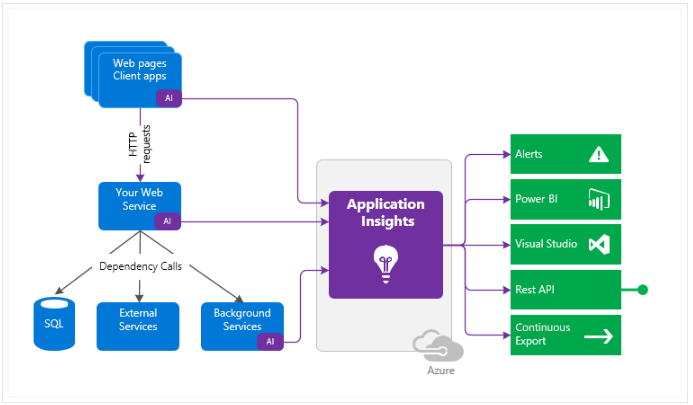 Web pages
Client apps
AI
HTTP
requests
Your Web
Service
AI
Dependency Calls
SQL
External
Services
Background
Services
AI
Application
Insights
Azure
Alerts
Power BI
Visual Studio
Rest API
Continuous
Export